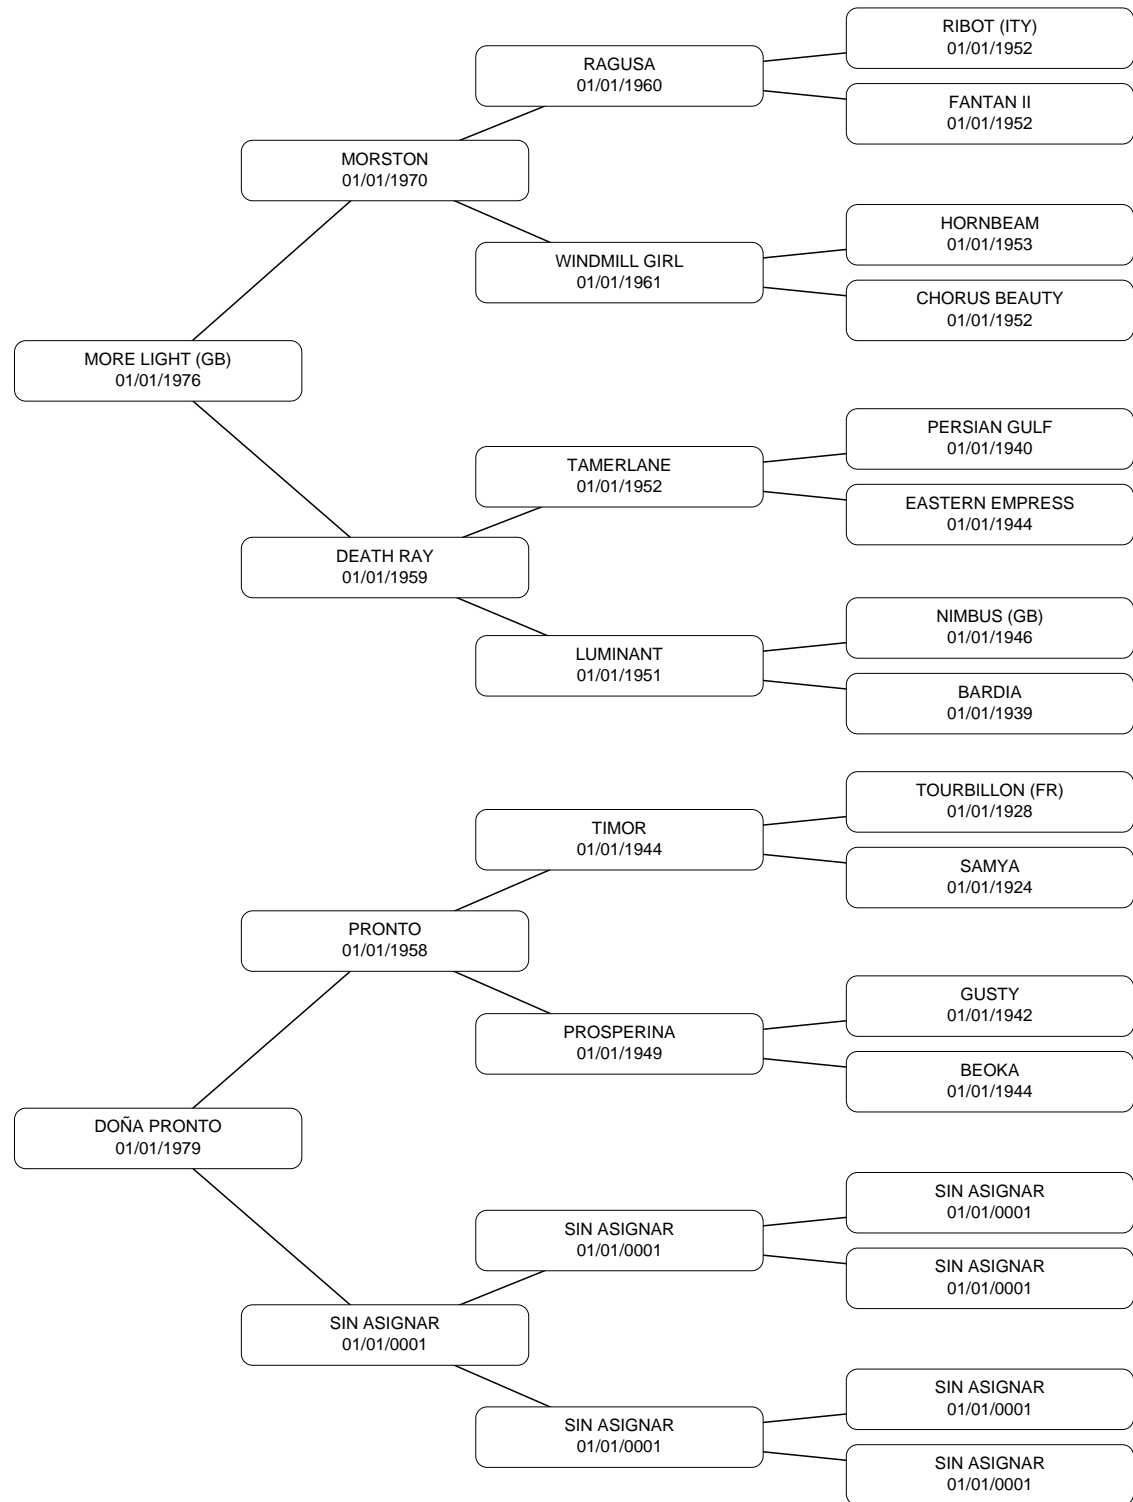 RIBOT (ITY)
01/01/1952
RAGUSA
01/01/1960
FANTAN II
01/01/1952
MORSTON
01/01/1970
HORNBEAM
01/01/1953
WINDMILL GIRL
01/01/1961
CHORUS BEAUTY
01/01/1952
MORE LIGHT (GB)
01/01/1976
PERSIAN GULF
01/01/1940
TAMERLANE
01/01/1952
EASTERN EMPRESS
01/01/1944
DEATH RAY
01/01/1959
NIMBUS (GB)
01/01/1946
LUMINANT
01/01/1951
BARDIA
01/01/1939
TOURBILLON (FR)
01/01/1928
TIMOR
01/01/1944
SAMYA
01/01/1924
PRONTO
01/01/1958
GUSTY
01/01/1942
PROSPERINA
01/01/1949
BEOKA
01/01/1944
DOÑA PRONTO
01/01/1979
SIN ASIGNAR
01/01/0001
SIN ASIGNAR
01/01/0001
SIN ASIGNAR
01/01/0001
SIN ASIGNAR
01/01/0001
SIN ASIGNAR
01/01/0001
SIN ASIGNAR
01/01/0001
SIN ASIGNAR
01/01/0001